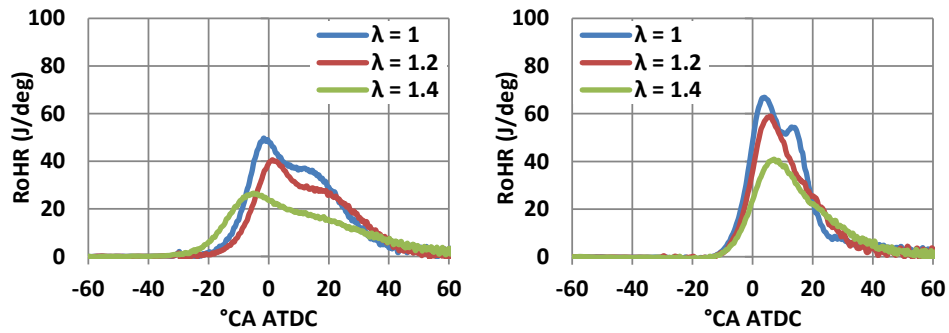 100
80
60
40
20
0
RoHR (J/deg)
λ = 1
λ = 1.2
λ = 1.4
-60 -40 -20 0 20 40 60
°CA ATDC
100
80
60
40
20
0
RoHR (J/deg)
λ = 1
λ = 1.2
λ = 1.4
-60 -40 -20 0 20 40 60
°CA ATDC